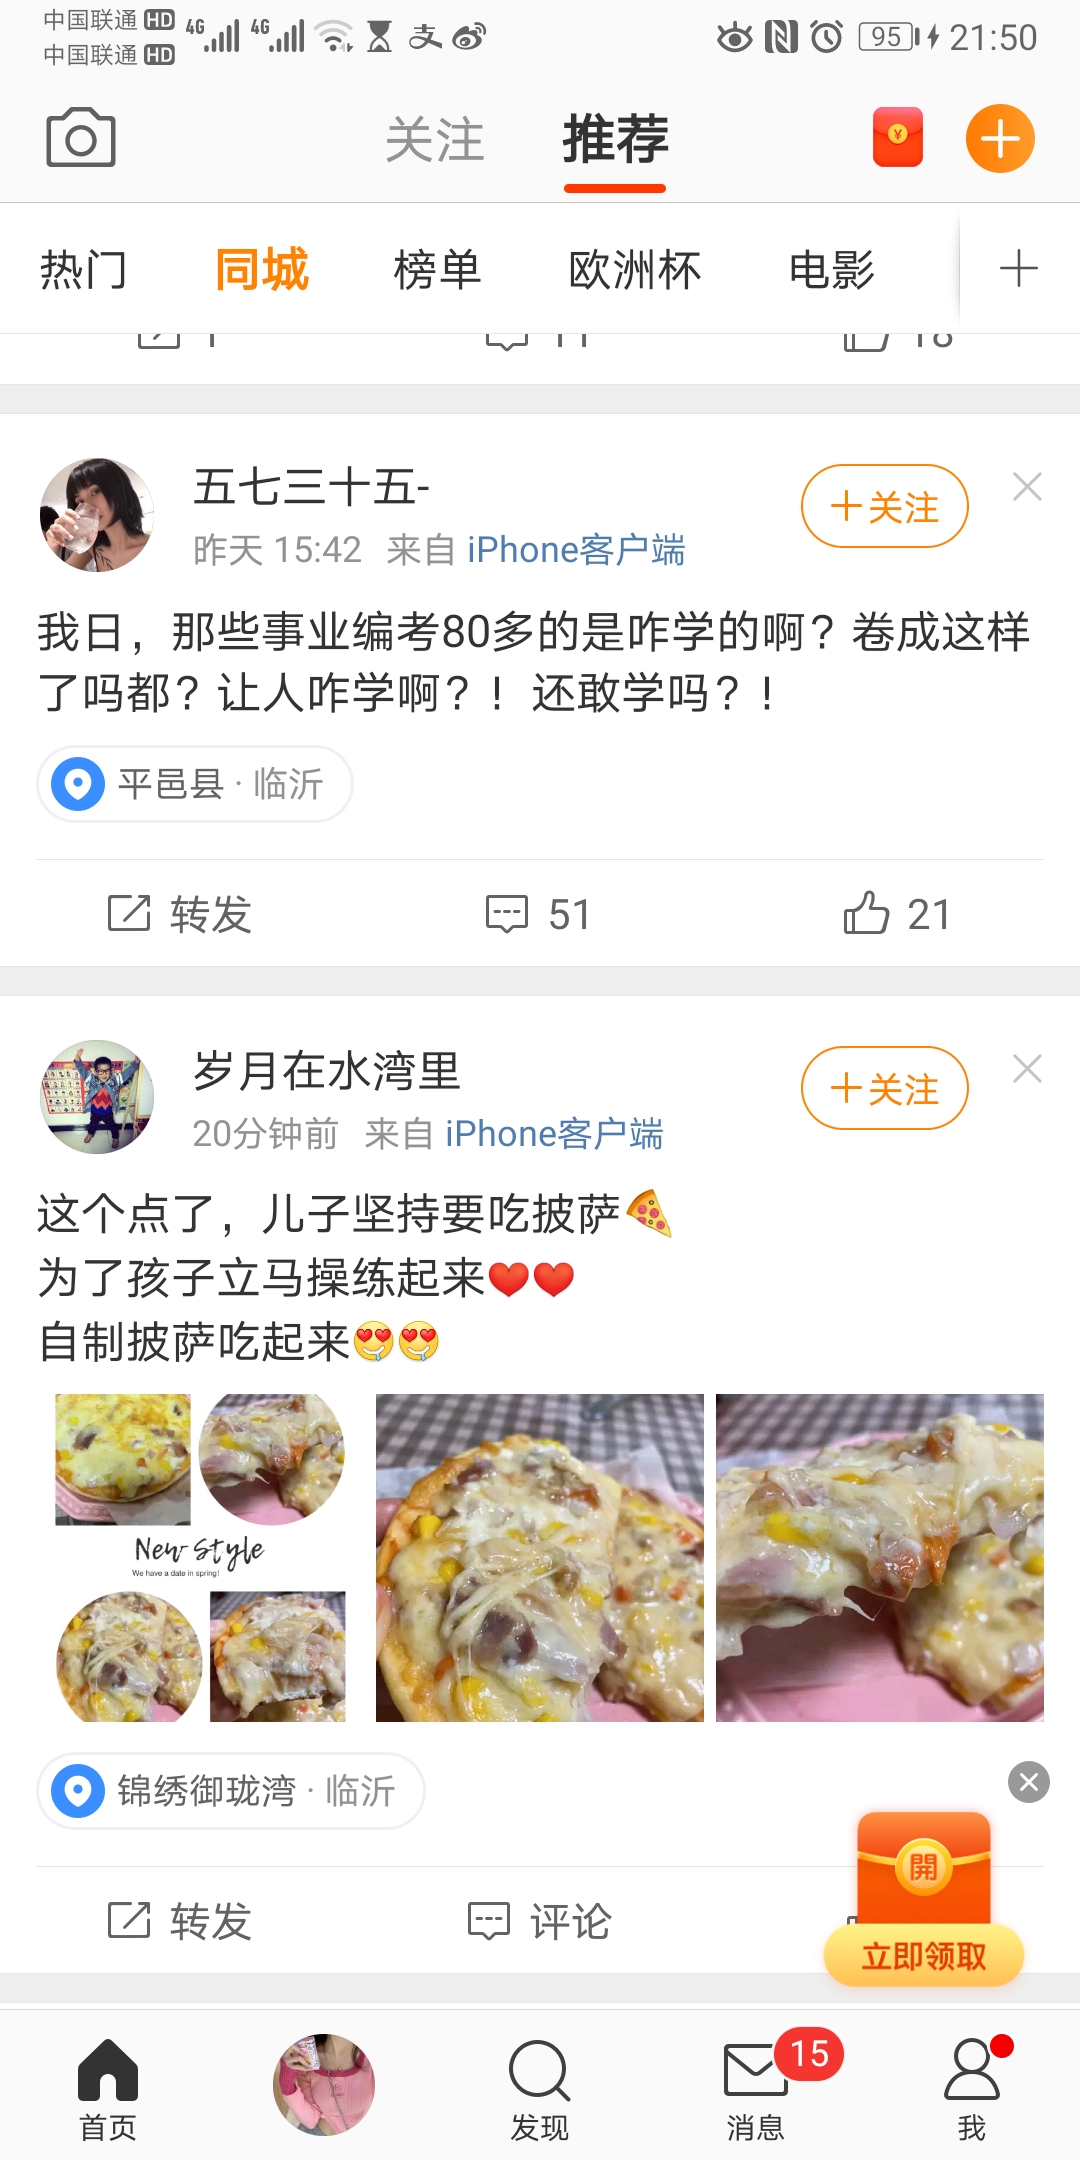 中国联通 HD 4G 4G 95 21:50
中国联通 HD
关注 推荐
热门 同城 榜单 欧洲杯 电影
五七三十五-
+关注
昨天 15:42 来自 iPhone客户端
我日，那些事业编考80多的是咋学的啊？卷成这样
了吗都？让人咋学啊？！还敢学吗？！
平邑县 · 临沂
转发 51 21
岁月在水湾里
+关注
20分钟前 来自 iPhone客户端
这个点了，儿子坚持要吃披萨🍕
为了孩子立马操练起来❤️❤️
自制披萨吃起来
New Style
We have a date in spring!
锦绣御珑湾 · 临沂
開
转发 评论
立即领取
15
首页 发现 消息 我